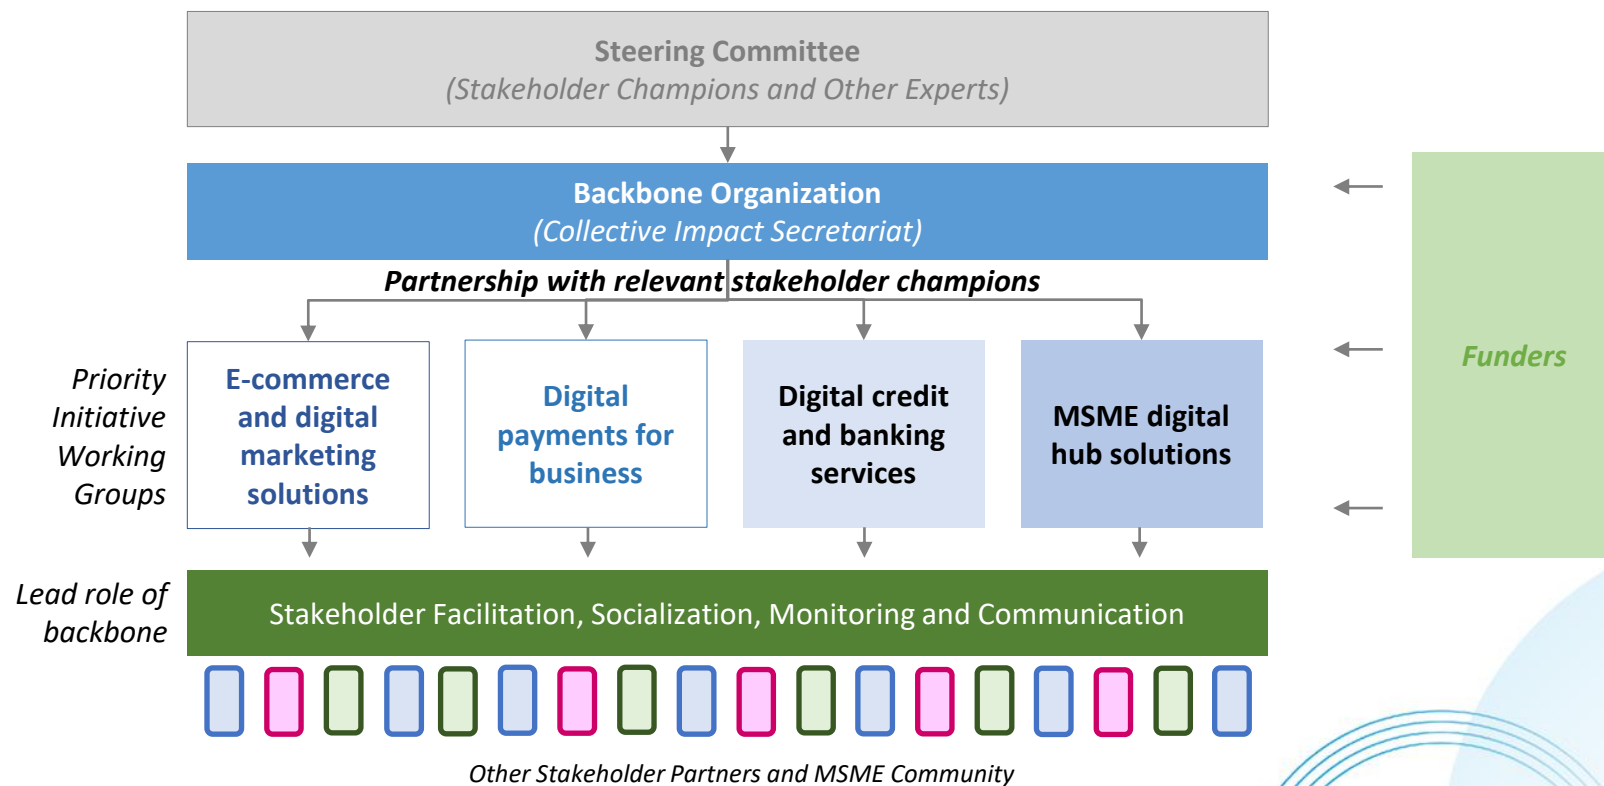 Steering Committee
(Stakeholder Champions and Other Experts)
Backbone Organization
(Collective Impact Secretariat)
Partnership with relevant stakeholder champions
Priority
Initiative
Working
Groups
E-commerce
and digital
marketing
solutions
Digital
payments for
business
Digital credit
and banking
services
MSME digital
hub solutions
Funders
Lead role of
backbone
Stakeholder Facilitation, Socialization, Monitoring and Communication
Other Stakeholder Partners and MSME Community